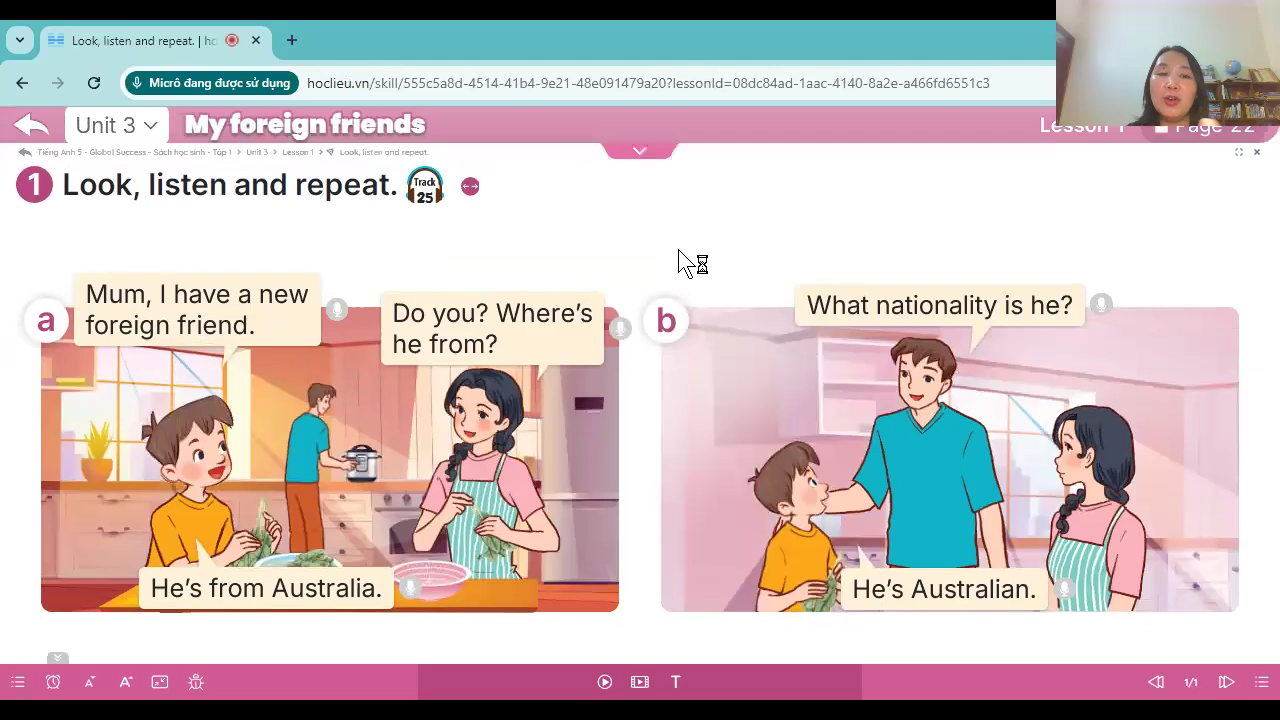 Look, listen and repeat. | ho
Micrô đang được sử dụng
hoclieu.vn/skill/555c5a8d-4514-41b4-9e21-48e091479a20?lessonId=08dc84ad-1aac-4140-8a2e-a466fd6551c3
Unit 3
My foreign friends
Lesson 1
Page 22
Tiếng Anh 5 - Global Success - Sách học sinh - Tập 1 > Unit 3 > Lesson 1 > Look, listen and repeat.
1 Look, listen and repeat.
Track
25
a
Mum, I have a new
foreign friend.
Do you? Where's
he from?
He's from Australia.
b
What nationality is he?
He's Australian.
A
A
T
1/1